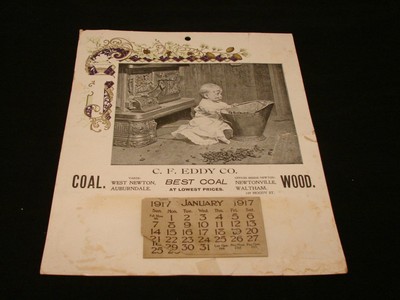 C. F. EDDY CO.
COAL.
WEST NEWTON,
AUBURNDALE.
BEST COAL
AT LOWEST PRICES.
NEWTONVILLE,
WALTHAM,
WOOD.
1917 JANUARY 1917
Sun. Mon. Tue. Wed. Thu. Fri. Sat.
1 2 3 4 5 6
7 8 9 10 11 12 13
14 15 16 17 18 19 20
21 22 23 24 25 26 27
28 29 30 31